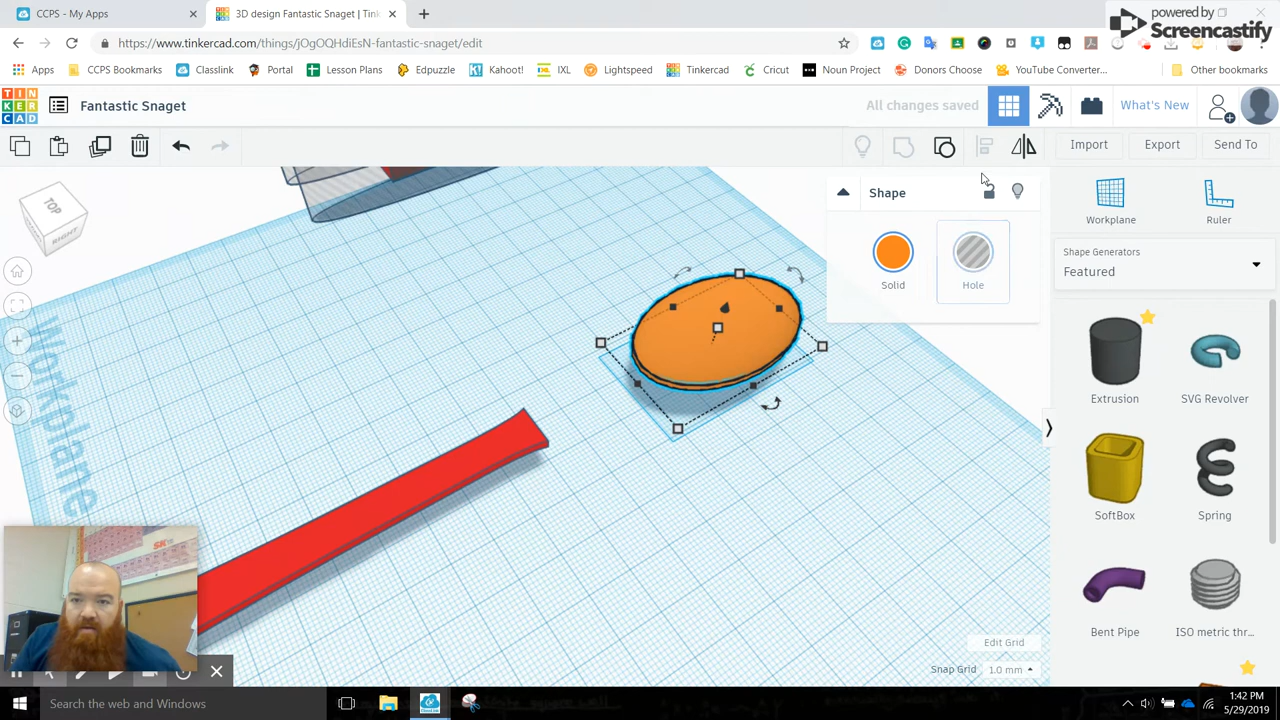 powered by
Screencastify
CCPS - My Apps
3D design Fantastic Snaget | Tink
https://www.tinkercad.com/things/jOgOQHdiEsN-fantastic-snaget/edit
Apps
CCPS Bookmarks
Classlink
Portal
Lesson Plans
Edpuzzle
Kahoot!
IXL
Lightspeed
Tinkercad
Cricut
Noun Project
Donors Choose
YouTube Converter...
Other bookmarks
TIN
KER
CAD
Fantastic Snaget
All changes saved
What's New
Import
Export
Send To
TOP
RIGHT
Shape
Solid
Hole
Workplane
Ruler
Shape Generators
Featured
Extrusion
SVG Revolver
SoftBox
Spring
Bent Pipe
ISO metric thr...
Workplane
Edit Grid
Snap Grid
1.0 mm
Search the web and Windows
1:42 PM
5/29/2019